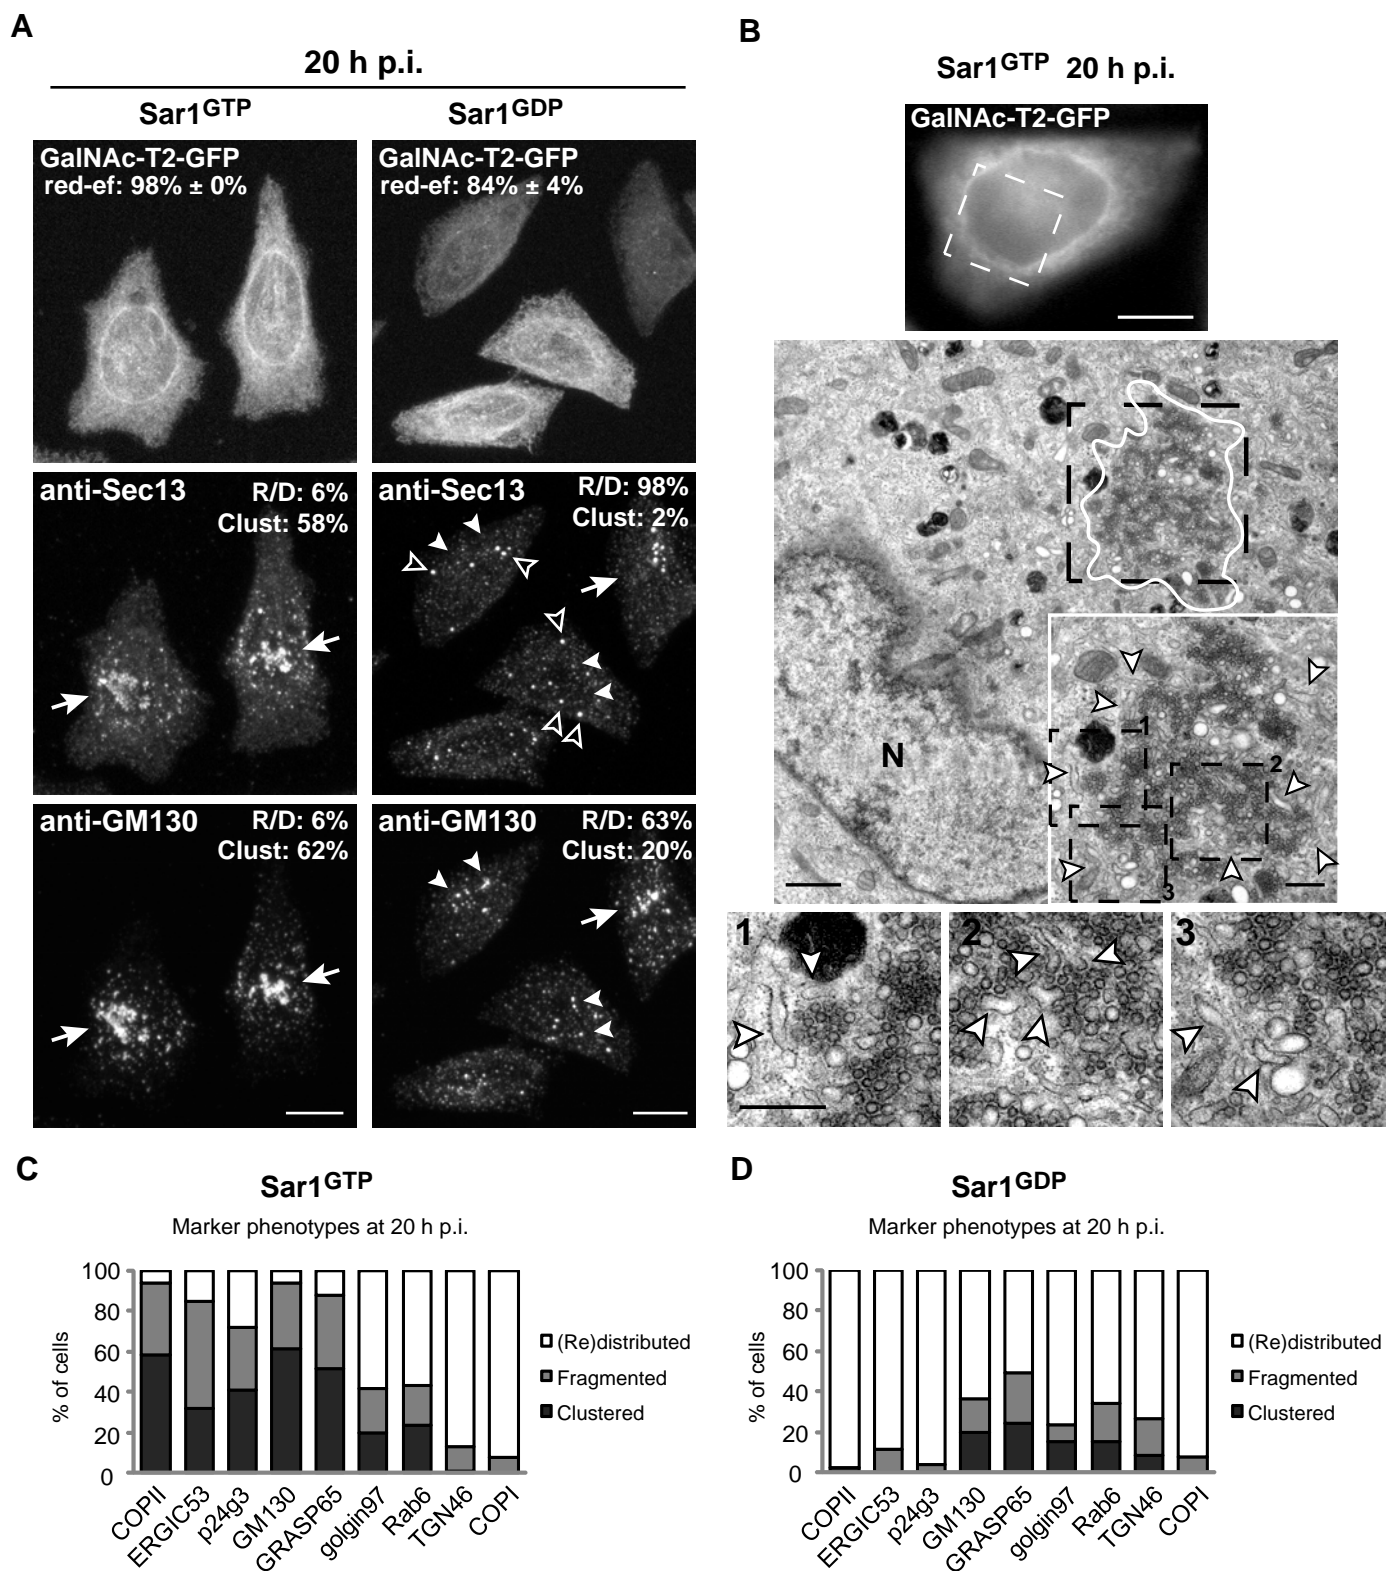 A
20 h p.i.
Sar1GTP
Sar1GDP
GalNAc-T2-GFP
red-ef: 98% ± 0%
GalNAc-T2-GFP
red-ef: 84% ± 4%
anti-Sec13
R/D: 6%
Clust: 58%
anti-Sec13
R/D: 98%
Clust: 2%
anti-GM130
R/D: 6%
Clust: 62%
anti-GM130
R/D: 63%
Clust: 20%
B
Sar1GTP 20 h p.i.
GalNAc-T2-GFP
N
1
2
3
1
2
3
C
Sar1GTP
Marker phenotypes at 20 h p.i.
% of cells
100
80
60
40
20
0
COPII
ERGIC53
p24g3
GM130
GRASP65
golgin97
Rab6
TGN46
COPI
(Re)distributed
Fragmented
Clustered
D
Sar1GDP
Marker phenotypes at 20 h p.i.
% of cells
100
80
60
40
20
0
COPII
ERGIC53
p24g3
GM130
GRASP65
golgin97
Rab6
TGN46
COPI
(Re)distributed
Fragmented
Clustered